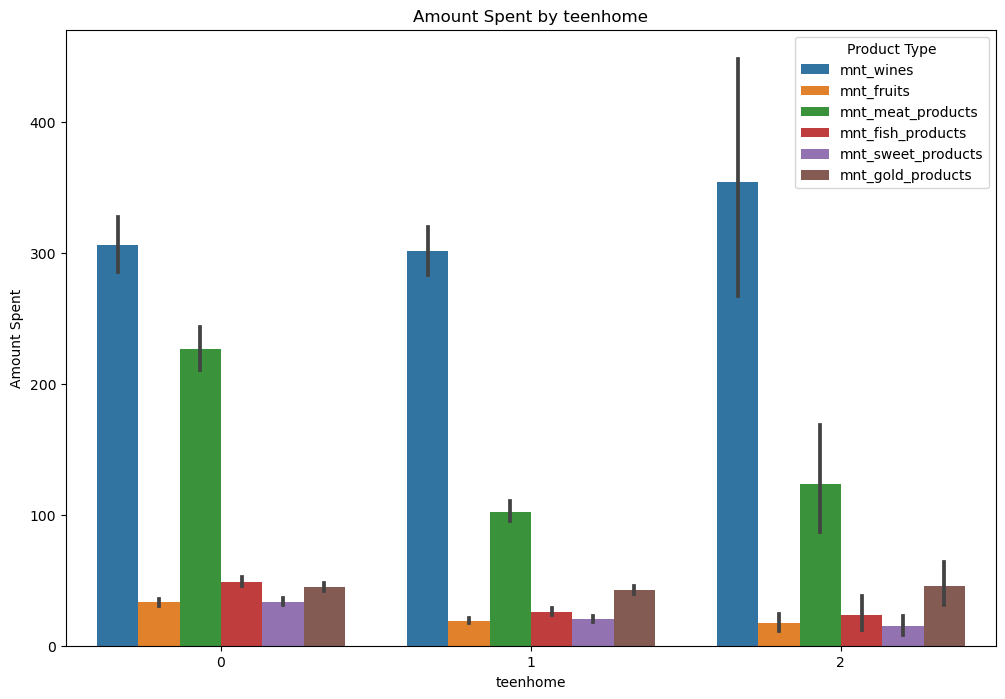 Amount Spent by teenhome
Product Type
mnt_wines
mnt_fruits
mnt_meat_products
mnt_fish_products
mnt_sweet_products
mnt_gold_products
Amount Spent
400
300
200
100
0
0 1 2
teenhome